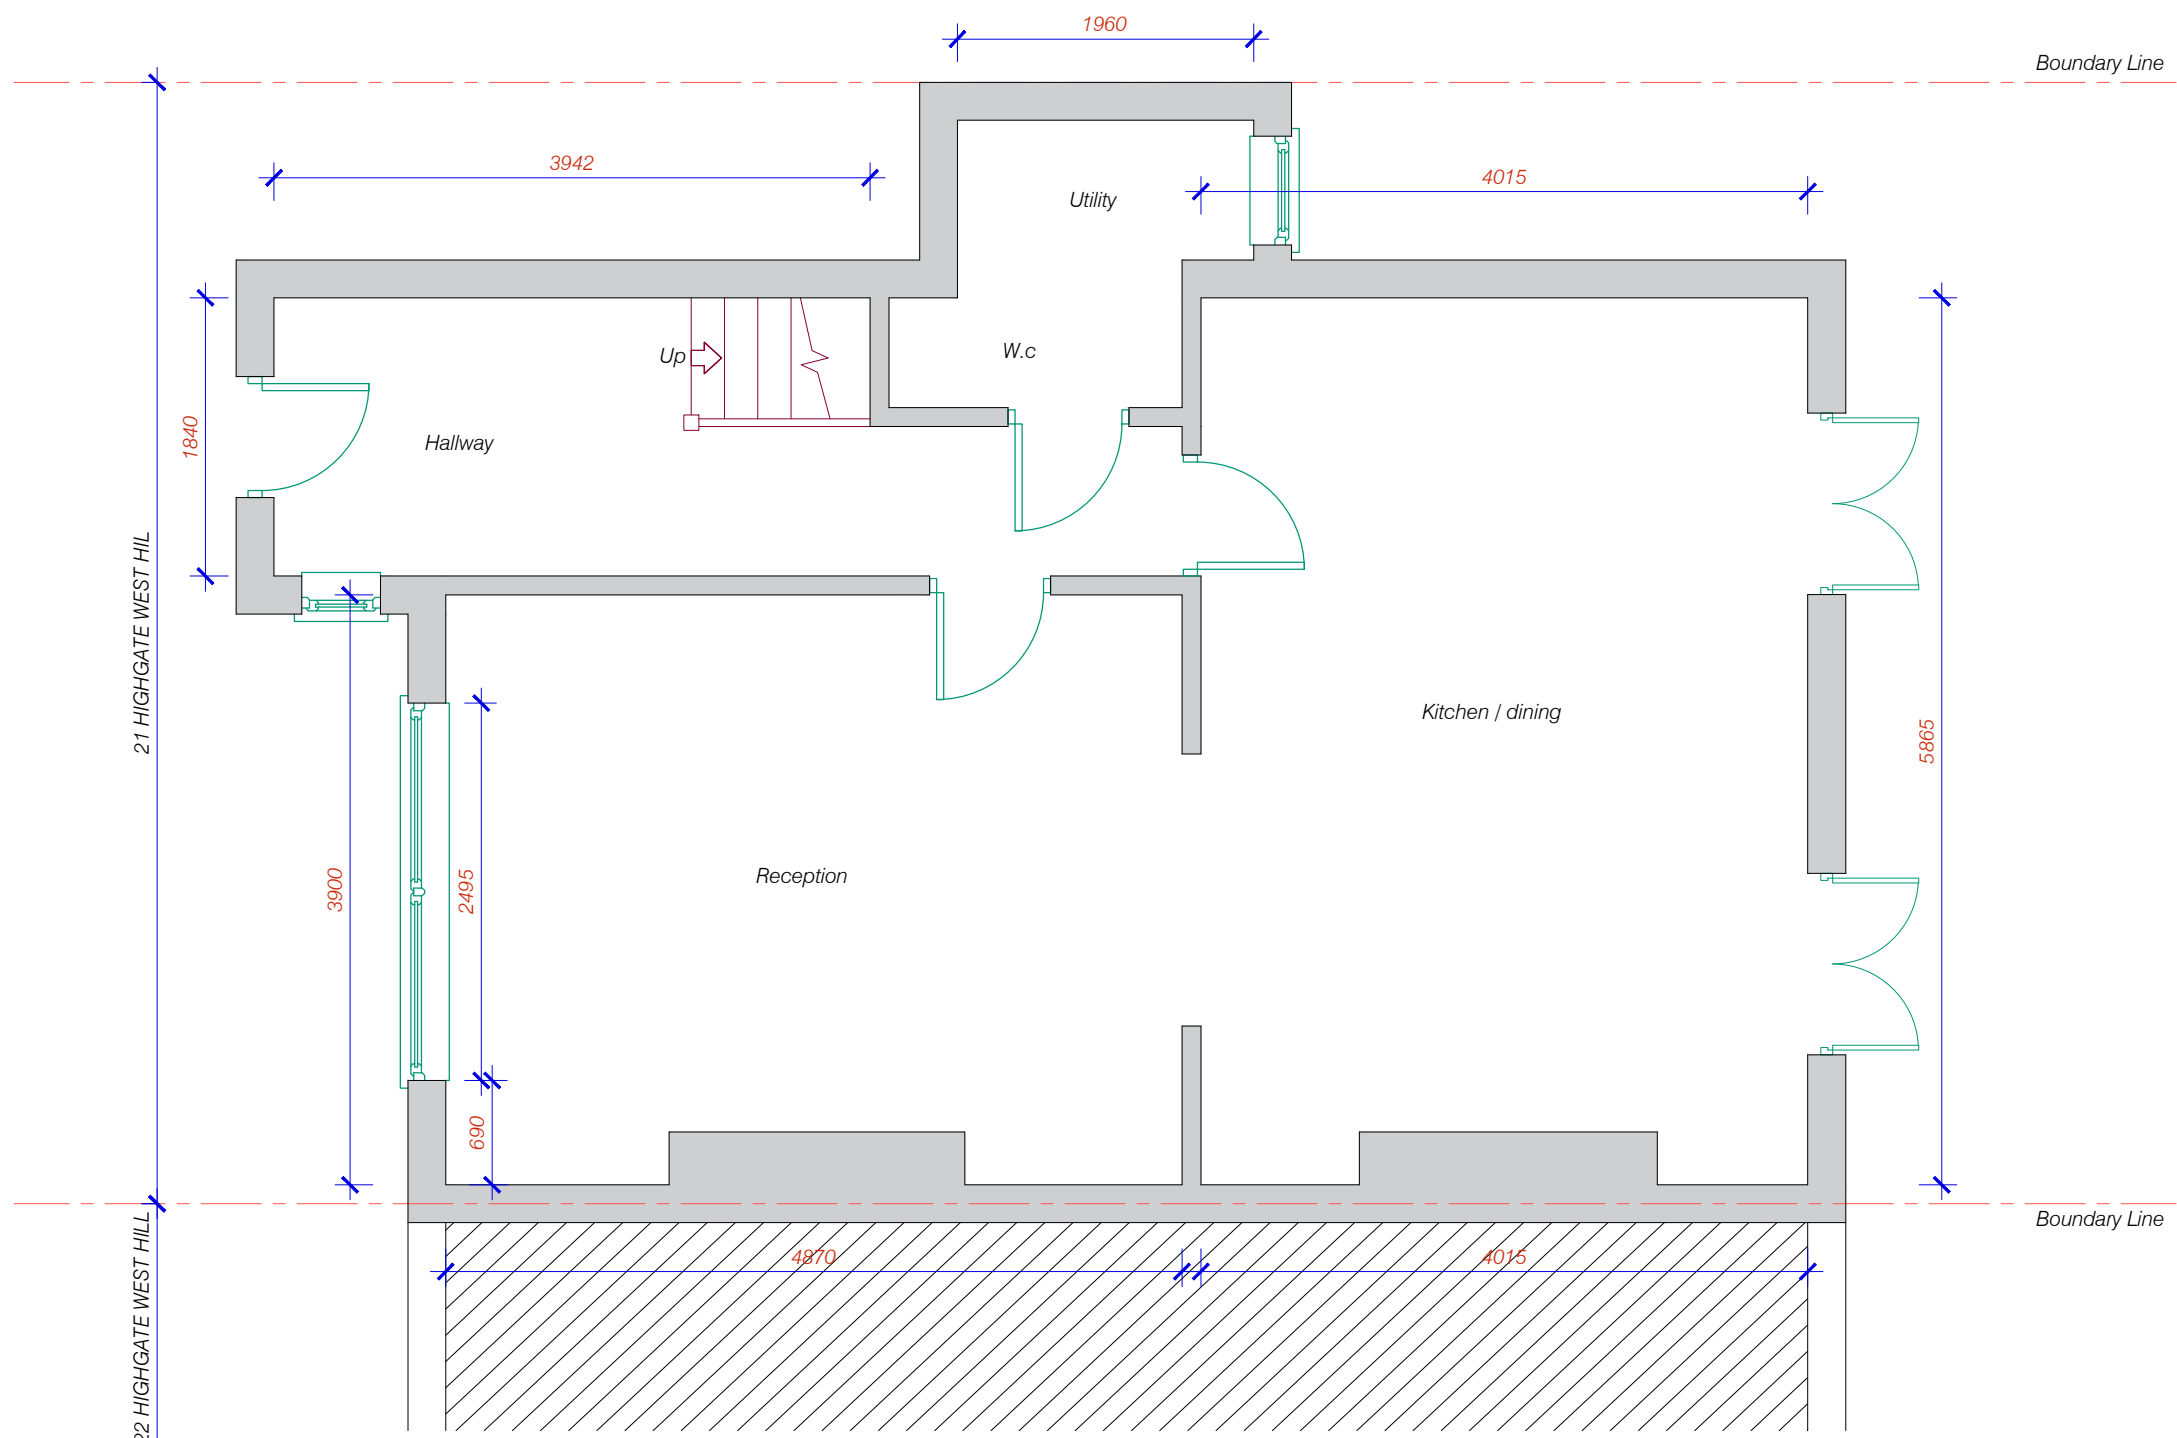 1960
Boundary Line
3942
4015
Utility
Up
W.c
Hallway
1840
21 HIGHGATE WEST HIL
Kitchen / dining
5865
Reception
3900
2495
690
Boundary Line
22 HIGHGATE WEST HILL
4870
4015